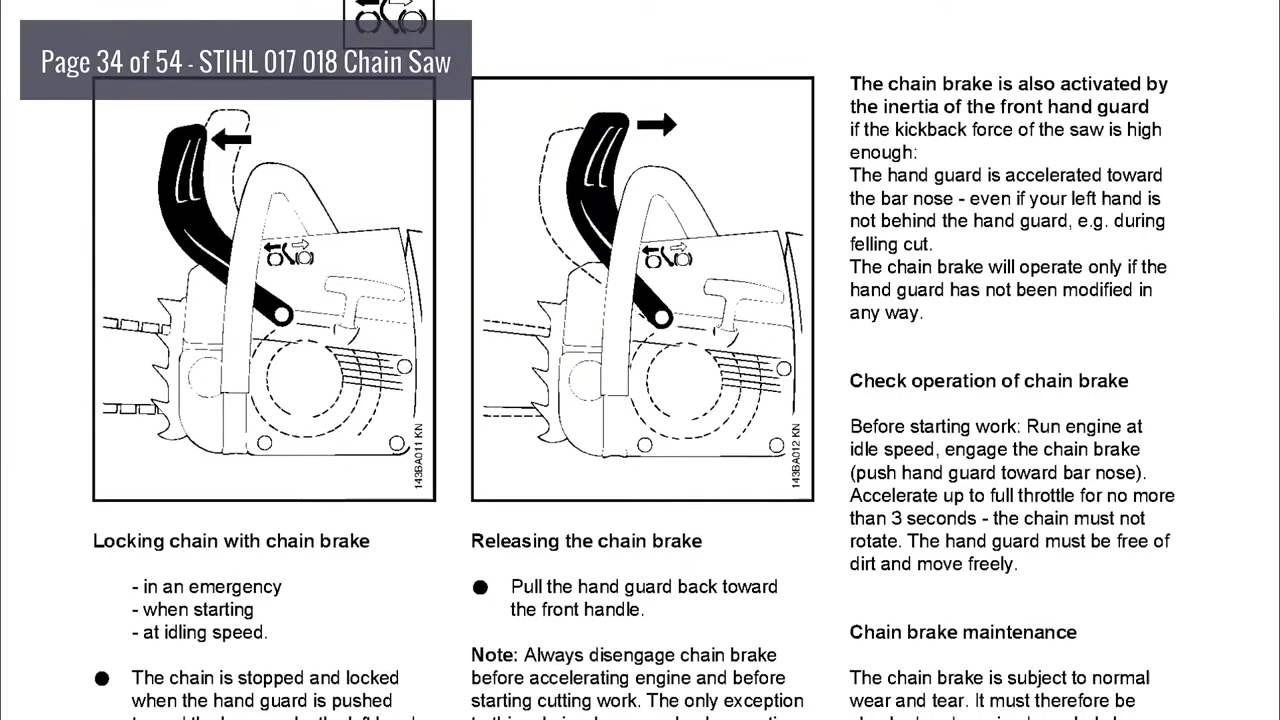 Page 34 of 54 - STIHL 017 018 Chain Saw
143BA011 KN
Locking chain with chain brake
- in an emergency
- when starting
- at idling speed.
● The chain is stopped and locked
when the hand guard is pushed
143BA012 KN
Releasing the chain brake
● Pull the hand guard back toward
the front handle.
Note: Always disengage chain brake
before accelerating engine and before
starting cutting work. The only exception
The chain brake is also activated by
the inertia of the front hand guard
if the kickback force of the saw is high
enough:
The hand guard is accelerated toward
the bar nose - even if your left hand is
not behind the hand guard, e.g. during
felling cut.
The chain brake will operate only if the
hand guard has not been modified in
any way.
Check operation of chain brake
Before starting work: Run engine at
idle speed, engage the chain brake
(push hand guard toward bar nose).
Accelerate up to full throttle for no more
than 3 seconds - the chain must not
rotate. The hand guard must be free of
dirt and move freely.
Chain brake maintenance
The chain brake is subject to normal
wear and tear. It must therefore be